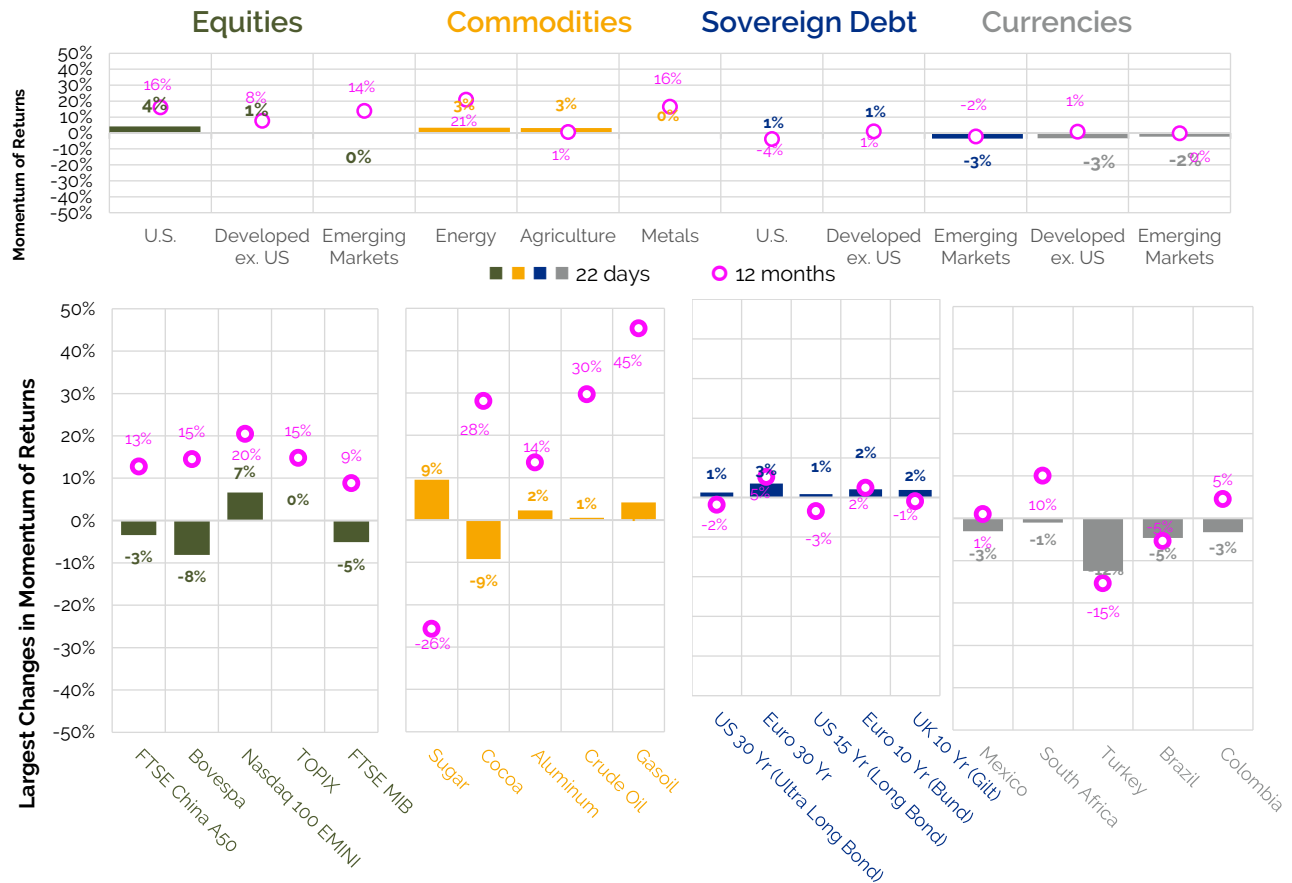 Equities Commodities Sovereign Debt Currencies
Momentum of Returns
50%
40%
30%
20%
10%
0%
-10%
-20%
-30%
-40%
-50%
16% 8% 14% 21% 1% 16% -4% 1% -2% 1% 0%
4% 1% 0% 3% 3% 0% 1% 1% -3% -3% -2%
U.S.
Developed
ex. US
Emerging
Markets
Energy
Agriculture
Metals
U.S.
Developed
ex. US
Emerging
Markets
Developed
ex. US
Emerging
Markets
22 days
12 months
Largest Changes in Momentum of Returns
50%
40%
30%
20%
10%
0%
-10%
-20%
-30%
-40%
-50%
13% 15% 20% 15% 9%
-3% -8% 7% 0% -5%
FTSE China A50
Bovespa
Nasdaq 100 EMINI
TOPIX
FTSE MIB
-26% 28% 14% 30% 45%
9% -9% 2% 1%
Sugar
Cocoa
Aluminum
Crude Oil
Gasoil
-2% 5% -3% 2% -1%
1% 3% 1% 2% 2%
US 30 Yr (Ultra Long Bond)
Euro 30 Yr
US 15 Yr (Long Bond)
Euro 10 Yr (Bund)
UK 10 Yr (Gilt)
1% 10% -15% -5% 5%
-3% -1% -12% -5% -3%
Mexico
South Africa
Turkey
Brazil
Colombia